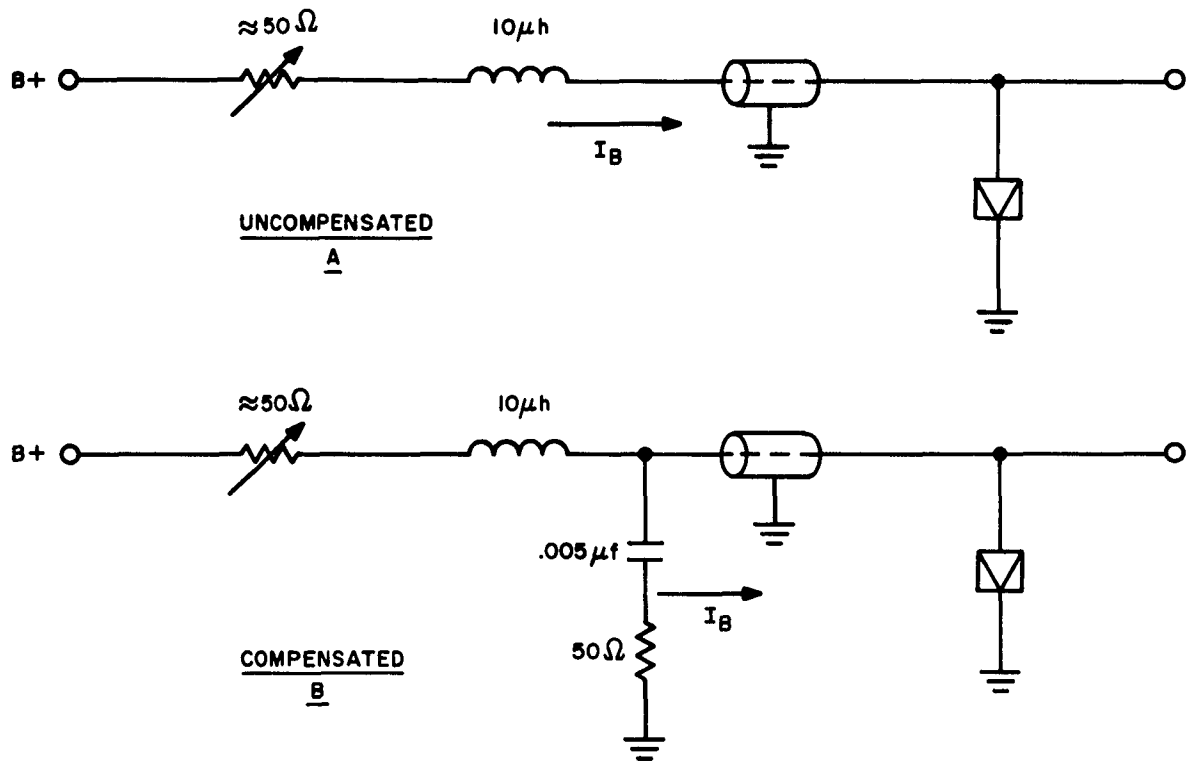 ≈50Ω
10μh
B+
I_B
UNCOMPENSATED
A
≈50Ω
10μh
B+
.005μf
I_B
50Ω
COMPENSATED
B